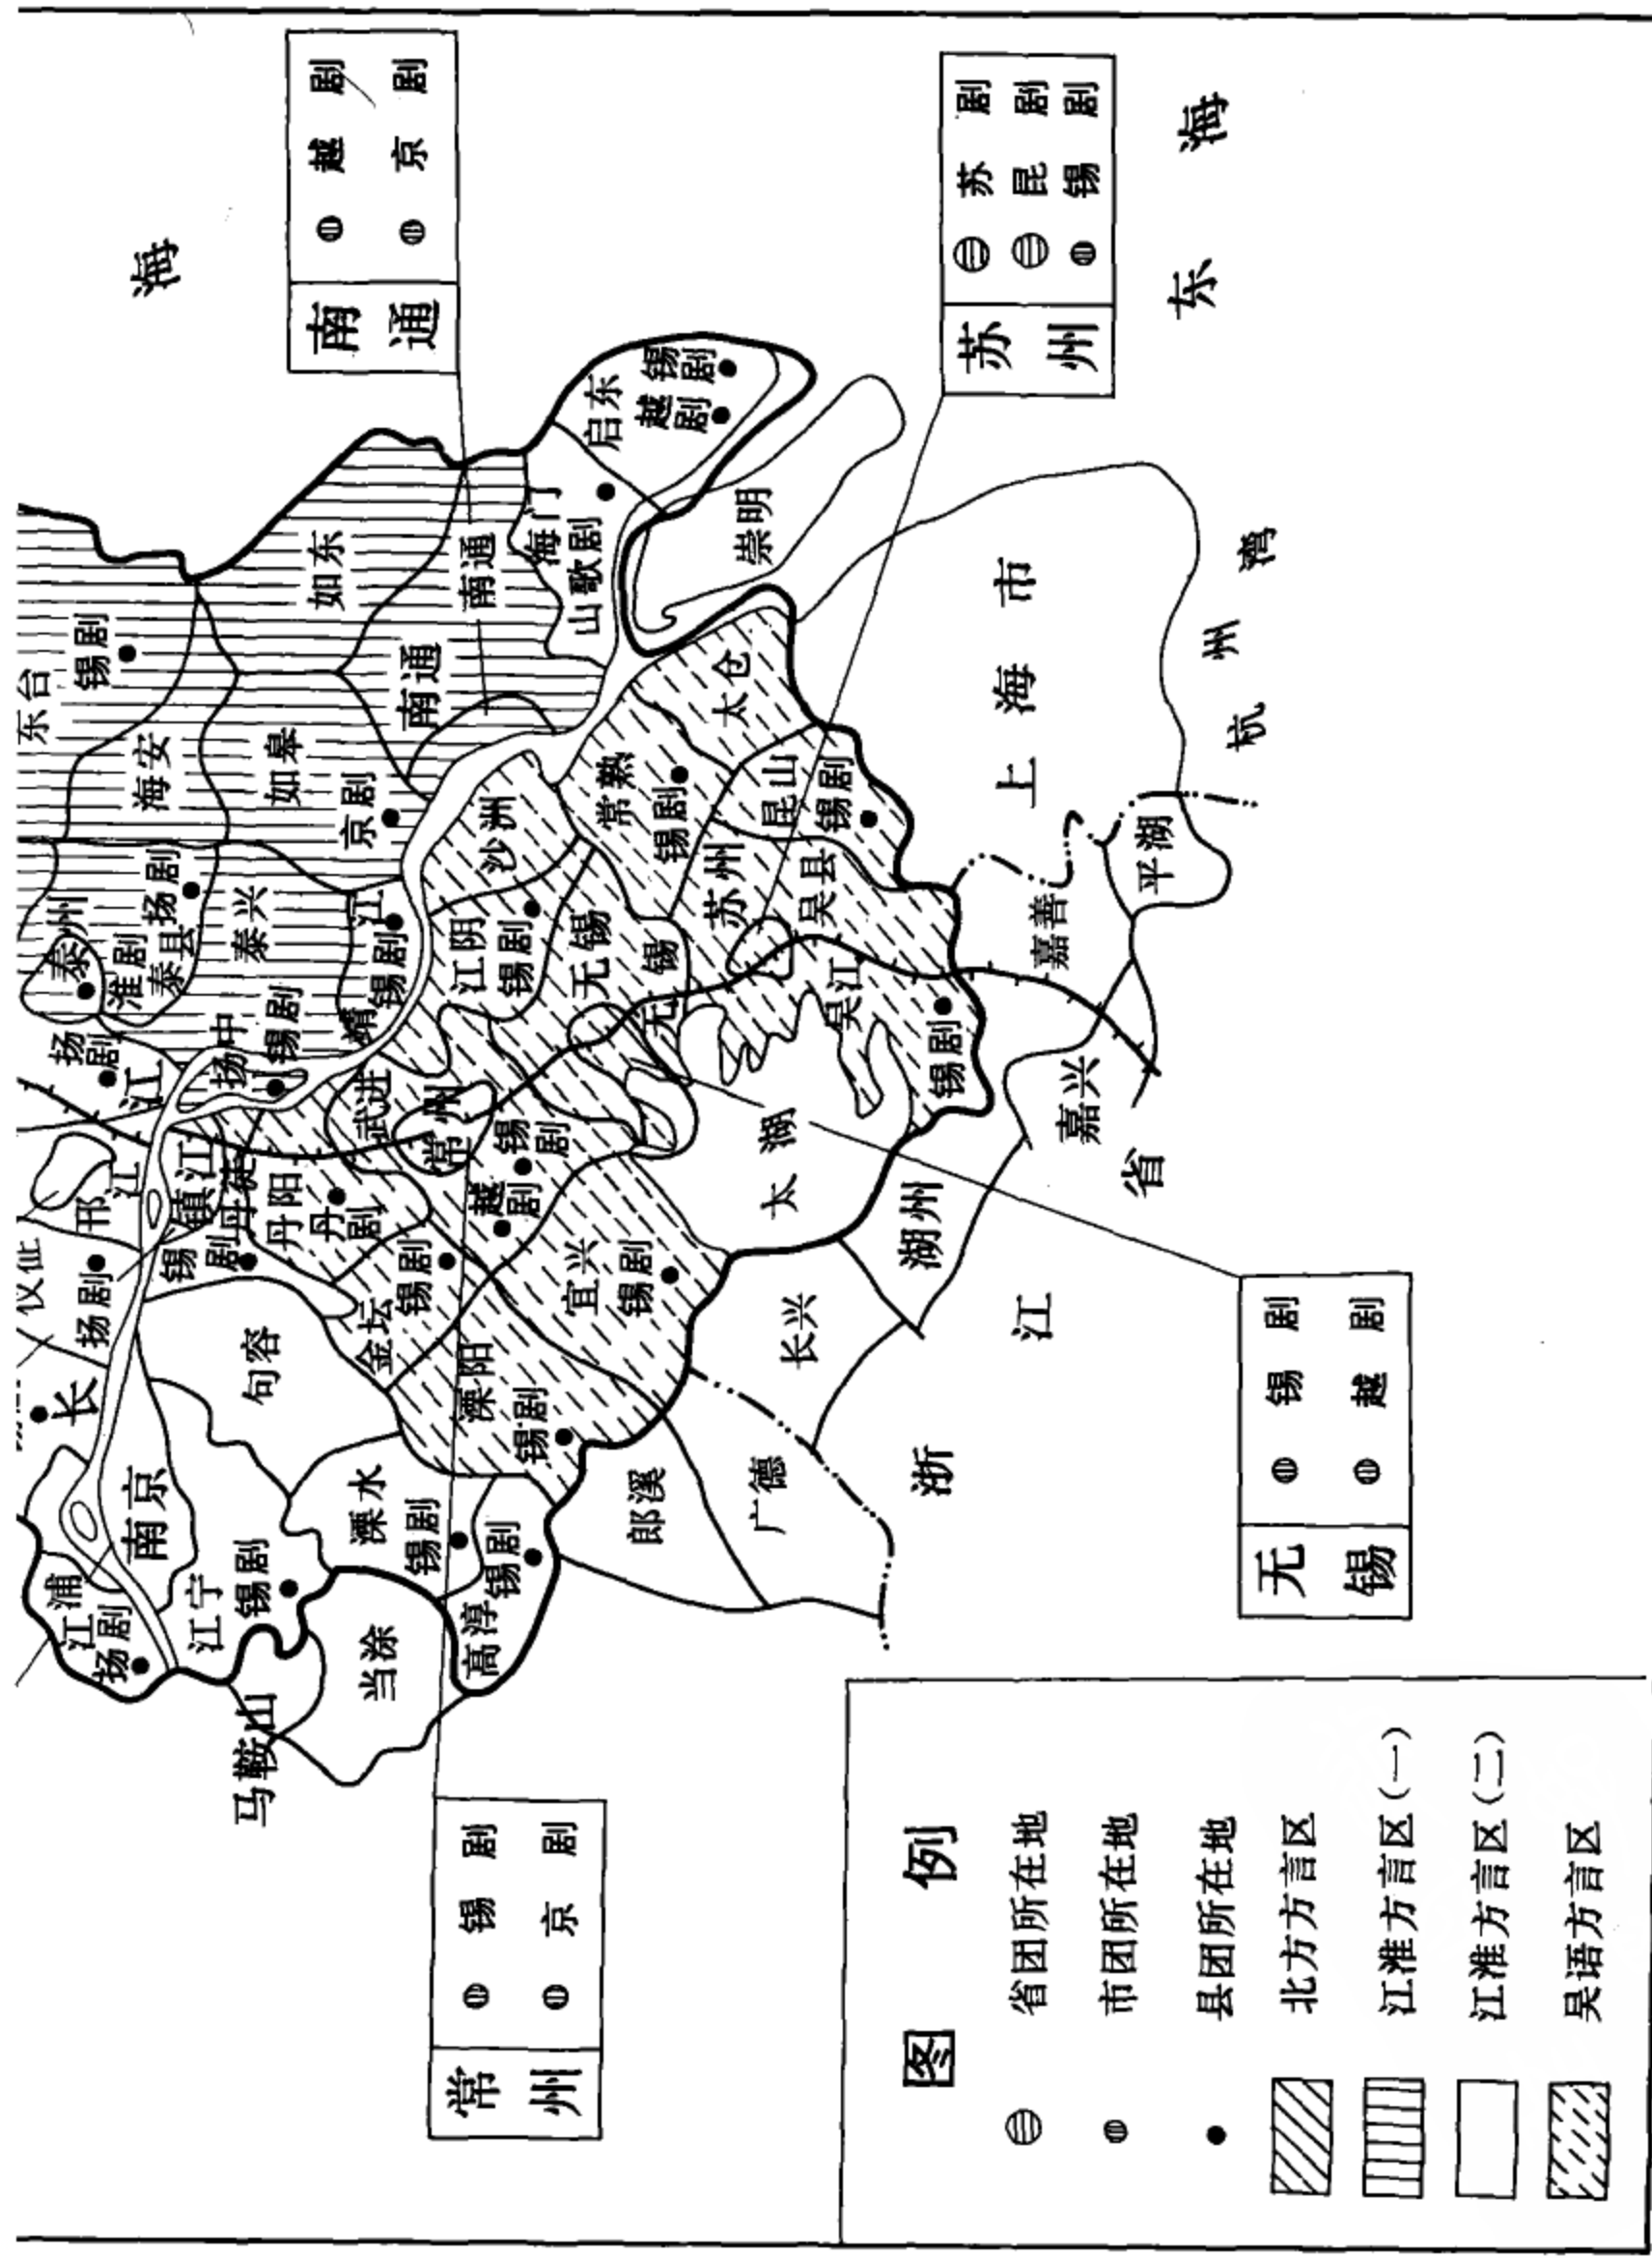 海
南通
越剧
京剧
苏州
苏剧
昆剧
锡剧
东海
东台
锡剧
海安
如东
如皋
京剧
南通
南通
海门
山歌剧
启东
越剧
锡剧
崇明
泰州
淮剧
泰县
扬剧
泰兴
靖江
锡剧
扬剧
扬中
锡剧
长江
仪征
扬剧
邗江
镇江
丹徒
锡剧
丹阳
丹剧
句容
金坛
锡剧
武进
常州
锡剧
越剧
江阴
锡剧
沙洲
无锡
无锡
常熟
锡剧
太仓
昆山
锡剧
苏州
吴县
吴江
锡剧
太湖
宜兴
锡剧
溧阳
锡剧
溧水
锡剧
高淳
锡剧
南京
江浦
扬剧
江宁
锡剧
马鞍山
当涂
郎溪
广德
长兴
湖州
嘉兴
嘉善
平湖
上海市
杭州湾
浙江省
无锡
锡剧
越剧
常州
锡剧
京剧
图例
省团所在地
市团所在地
县团所在地
北方方言区
江淮方言区(一)
江淮方言区(二)
吴语方言区